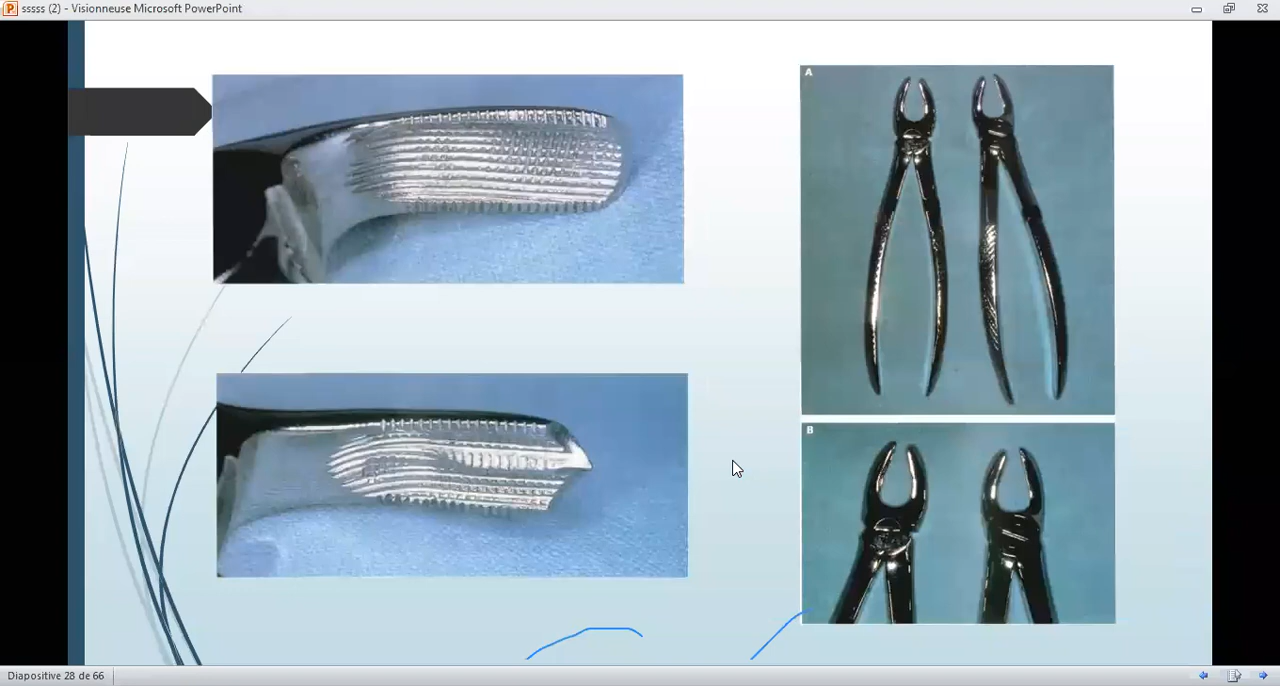 sssss (2) - Visionneuse Microsoft PowerPoint
A
B
Diapositive 28 de 66